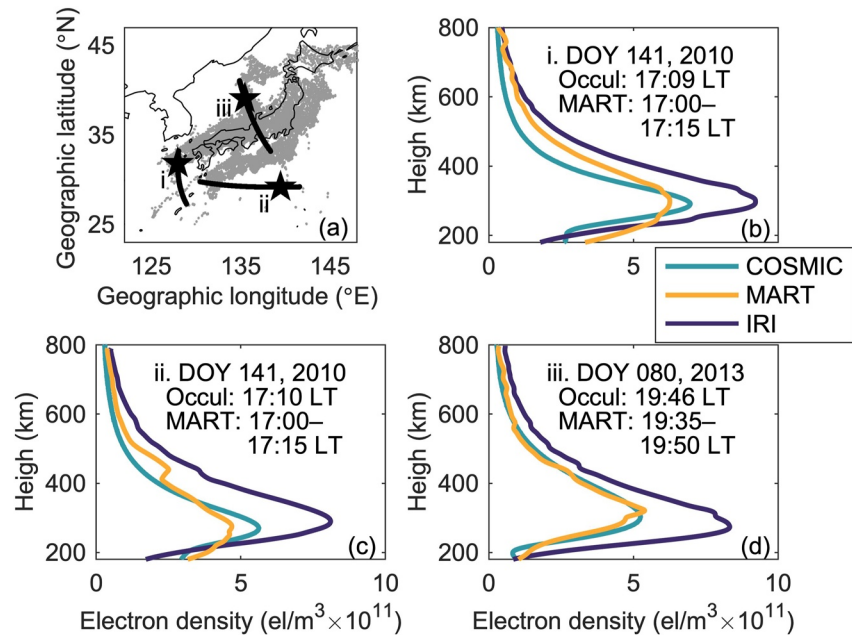 45
35
25
Geographic latitude (°N)
iii
i
ii
(a)
125
135
145
Geographic longitude (°E)
800
600
400
200
Heigh (km)
i. DOY 141, 2010
Occul: 17:09 LT
MART: 17:00–
17:15 LT
(b)
0
5
10
COSMIC
MART
IRI
800
600
400
200
Heigh (km)
ii. DOY 141, 2010
Occul: 17:10 LT
MART: 17:00–
17:15 LT
(c)
0
5
10
Electron density (el/m³×10¹¹)
800
600
400
200
Heigh (km)
iii. DOY 080, 2013
Occul: 19:46 LT
MART: 19:35–
19:50 LT
(d)
0
5
10
Electron density (el/m³×10¹¹)